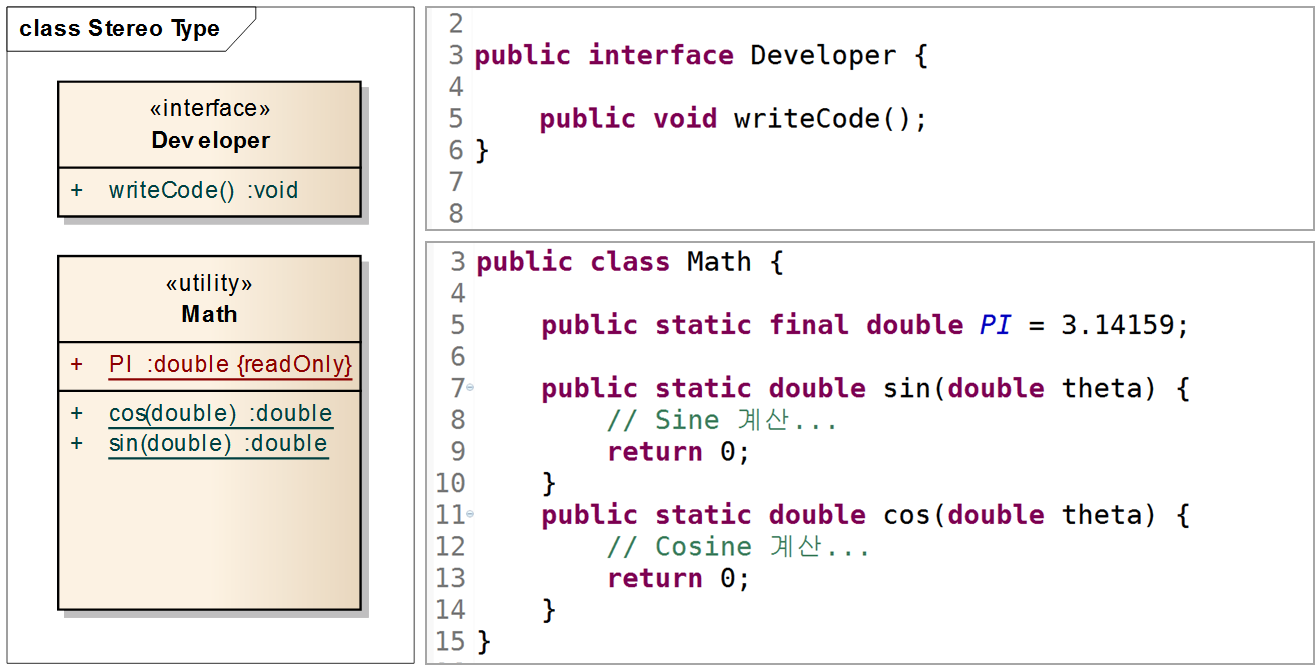 class Stereo Type
«interface»
Developer
+ writeCode() :void
«utility»
Math
+ PI :double {readOnly}
+ cos(double) :double
+ sin(double) :double
2
3 public interface Developer {
4
5 public void writeCode();
6 }
7
8
3 public class Math {
4
5 public static final double PI = 3.14159;
6
7 public static double sin(double theta) {
8 // Sine 계산...
9 return 0;
10 }
11 public static double cos(double theta) {
12 // Cosine 계산...
13 return 0;
14 }
15 }